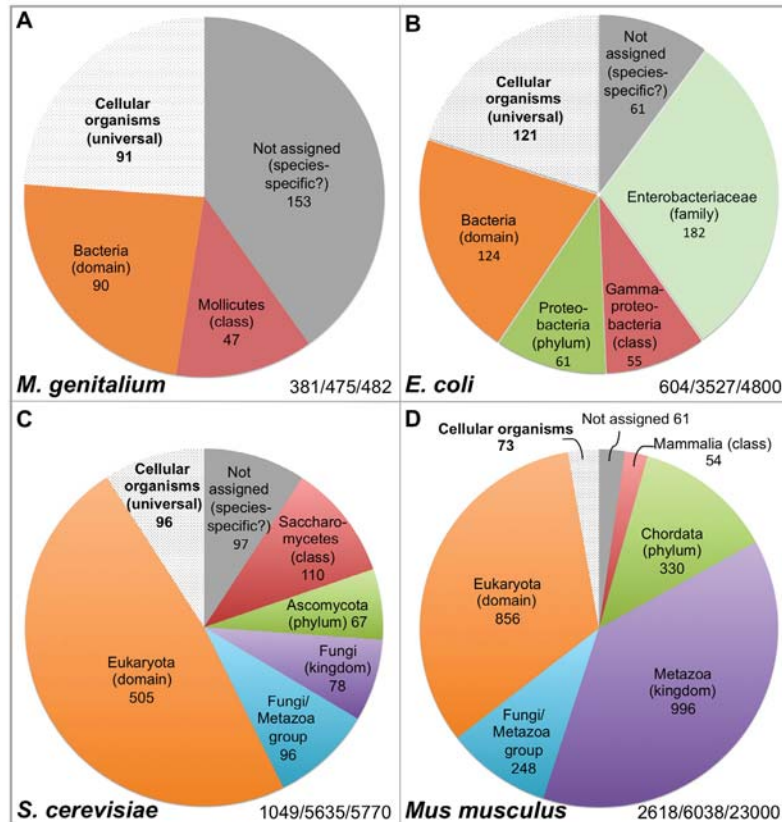 A
Cellular
organisms
(universal)
91
Not assigned
(species-
specific?)
153
Bacteria
(domain)
90
Mollicutes
(class)
47
M. genitalium
381/475/482
B
Not
assigned
(species-
specific?)
61
Cellular
organisms
(universal)
121
Enterobacteriaceae
(family)
182
Bacteria
(domain)
124
Proteo-
bacteria
(phylum)
61
Gamma-
proteo-
bacteria
(class)
55
E. coli
604/3527/4800
C
Cellular
organisms
(universal)
96
Not
assigned
(species-
specific?)
97
Saccharo-
mycetes
(class)
110
Ascomycota
(phylum) 67
Fungi
(kingdom)
78
Eukaryota
(domain)
505
Fungi/
Metazoa
group
96
S. cerevisiae
1049/5635/5770
D
Not assigned 61
Cellular organisms
73
Mammalia (class)
54
Chordata
(phylum)
330
Eukaryota
(domain)
856
Metazoa
(kingdom)
996
Fungi/
Metazoa
group
248
Mus musculus
2618/6038/23000